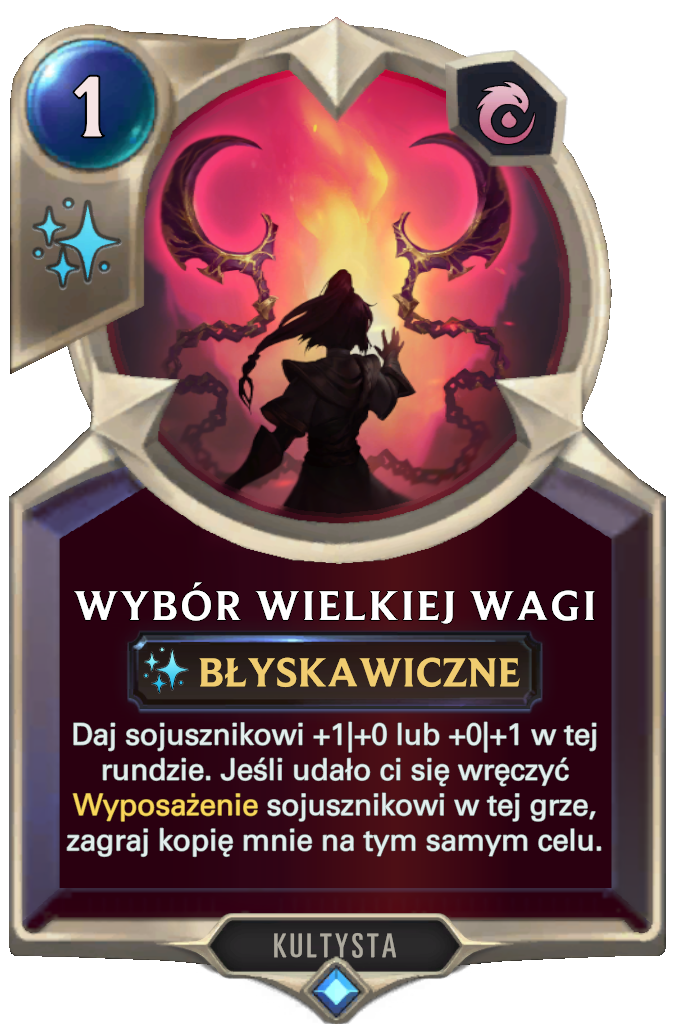 1
WYBÓR WIELKIEJ WAGI
BŁYSKAWICZNE
Daj sojusznikowi +1|+0 lub +0|+1 w tej
rundzie. Jeśli udało ci się wręczyć
Wyposażenie sojusznikowi w tej grze,
zagraj kopię mnie na tym samym celu.
KULTYSTA